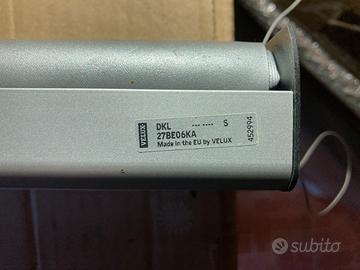 VELUX
DKL --- ---- S
27BE06KA
Made in the EU by VELUX
452994
subito